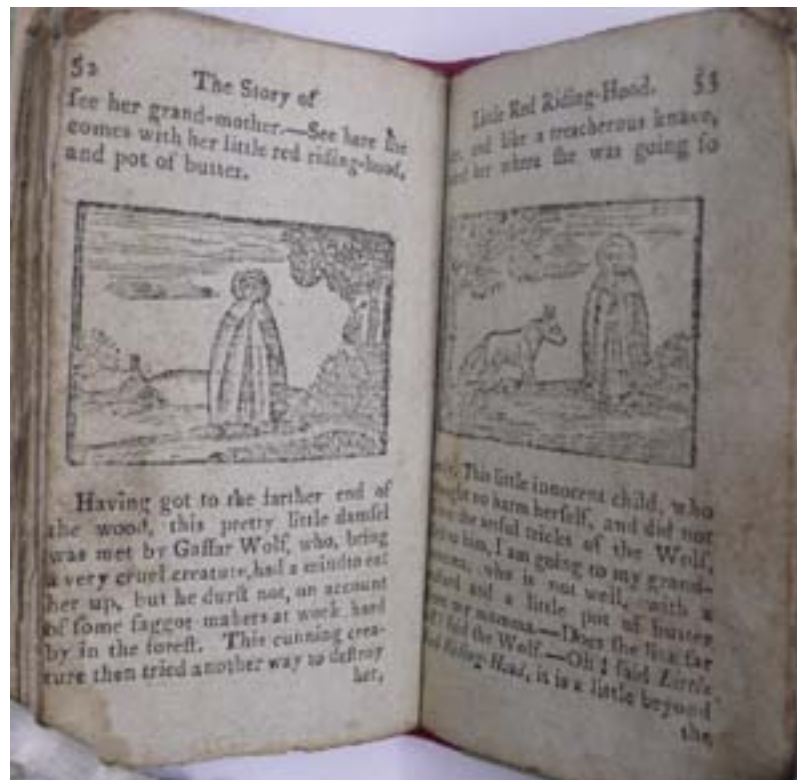 52 The Story of
ſee her grand-mother.—See here ſhe
comes with her little red riding-hood,
and pot of butter.
Having got to the farther end of
the wood, this pretty little damſel
was met by Gaffar Wolf, who, being
a very cruel creature, had a mind to eat
her up, but he durſt not, on account
of ſome faggot-makers at work hard
by in the foreſt. This cunning crea-
ture then tried another way to deſtroy
her,
Little Red Riding-Hood. 53
and like a treacherous knave,
her where ſhe was going ſo
This little innocent child, who
no harm herſelf, and did not
the artful tricks of the Wolf,
to him, I am going to my grand-
who is not well, with a
and a little pot of butter
my mamma.—Does ſhe live far
ſaid the Wolf.—Oh! ſaid Little
Riding-Hood, it is a little beyond
the